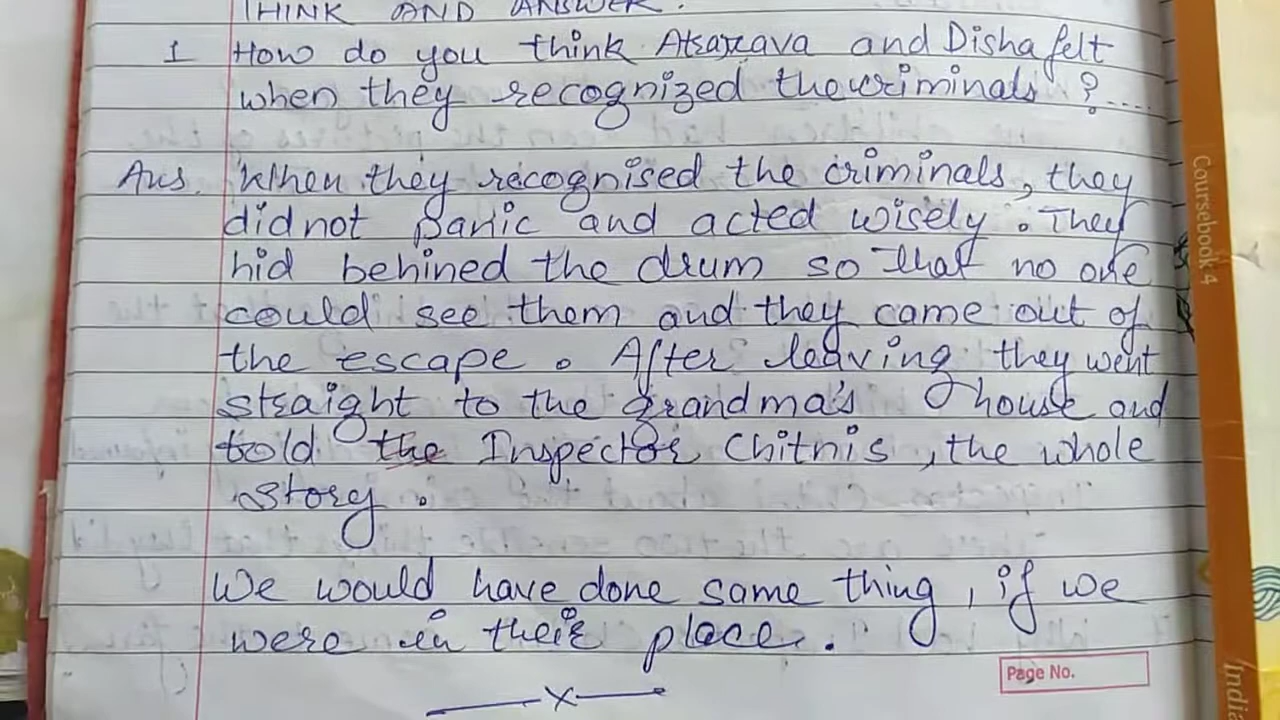 THINK AND ANSWER.
1 How do you think Atsarava and Disha felt
when they recognized the criminals ?....
Ans. When they recognised the criminals, they
did not panic and acted wisely. They
hid behined the drum so that no one
could see them and they came out of
the escape. After leaving they went
straight to the grandma's house and
told the Inspector Chitnis, the whole
story.
We would have done same thing, if we
were in their place.
x
Page No.
Coursebook 4
India